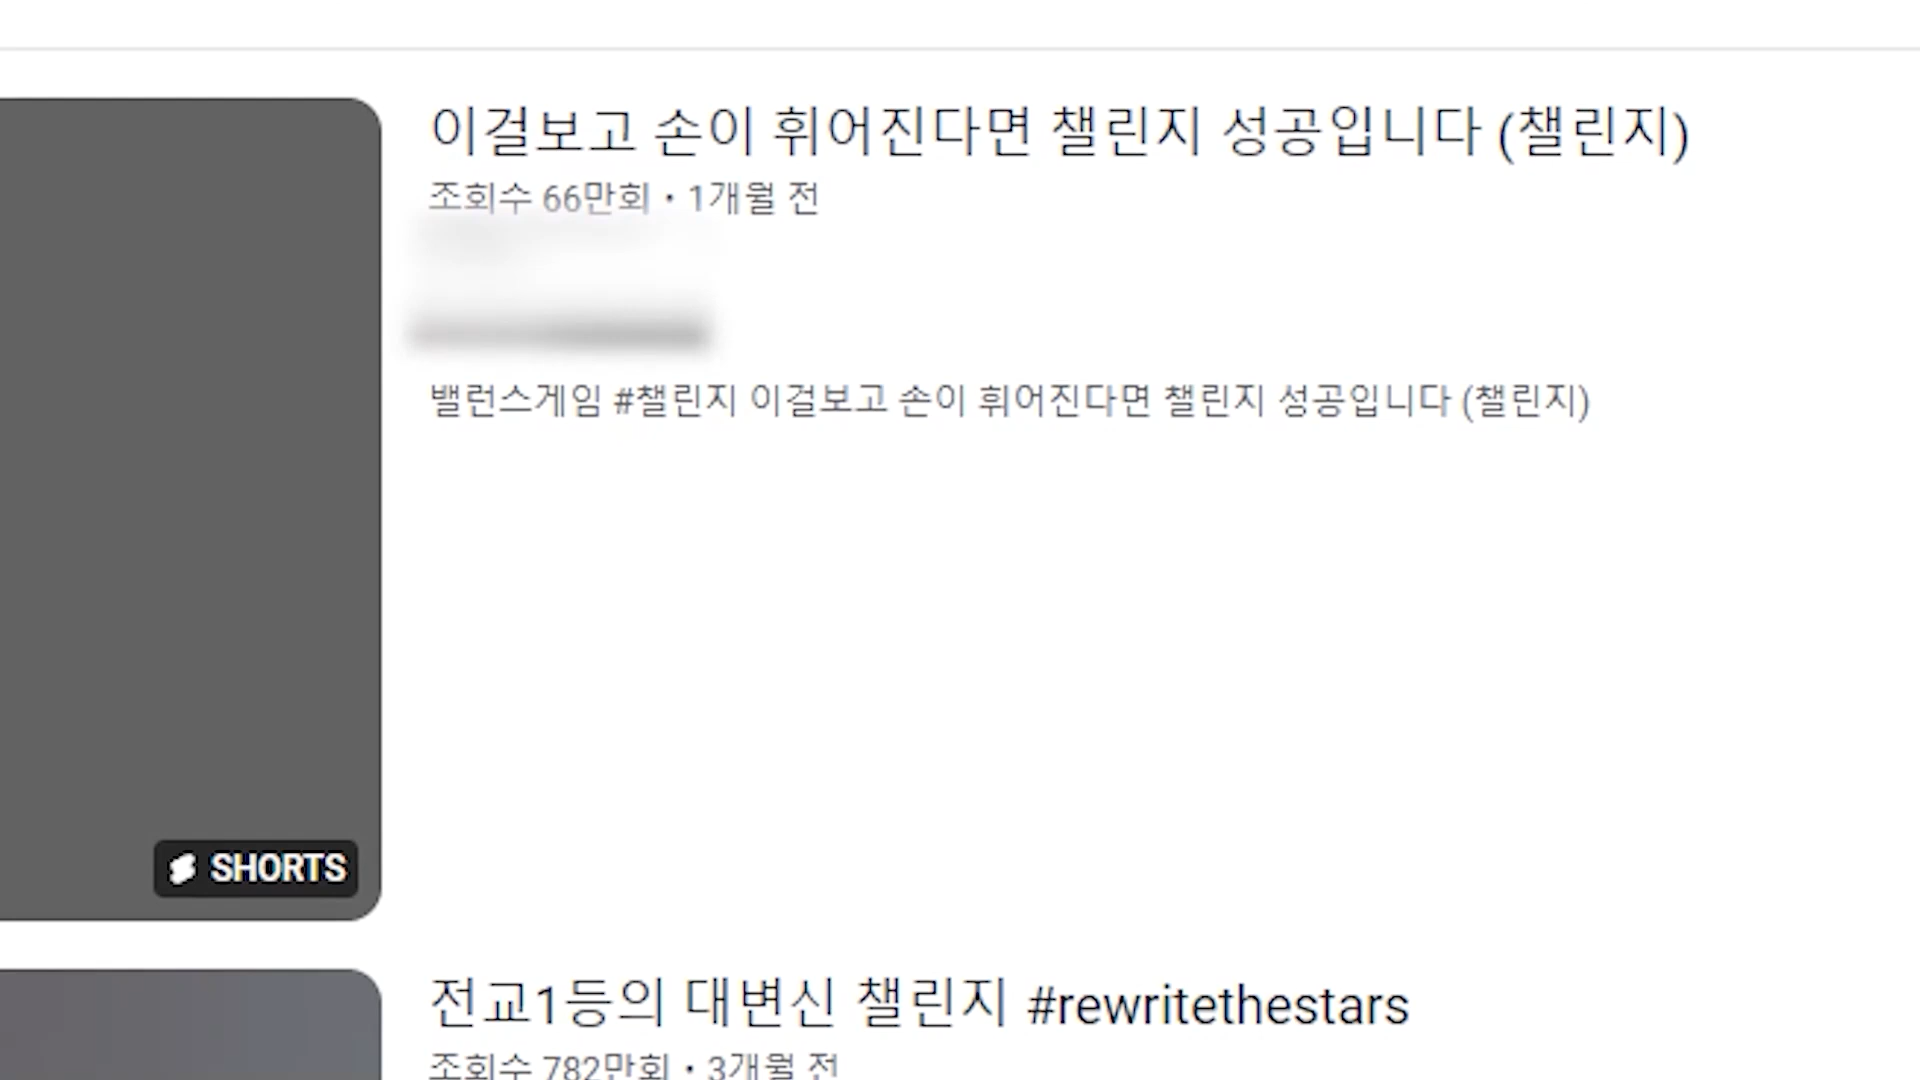 이걸보고 손이 휘어진다면 챌린지 성공입니다 (챌린지)
조회수 66만회・1개월 전
밸런스게임 #챌린지 이걸보고 손이 휘어진다면 챌린지 성공입니다 (챌린지)
SHORTS
전교1등의 대변신 챌린지 #rewritethestars
조회수 782만회・3개월 전